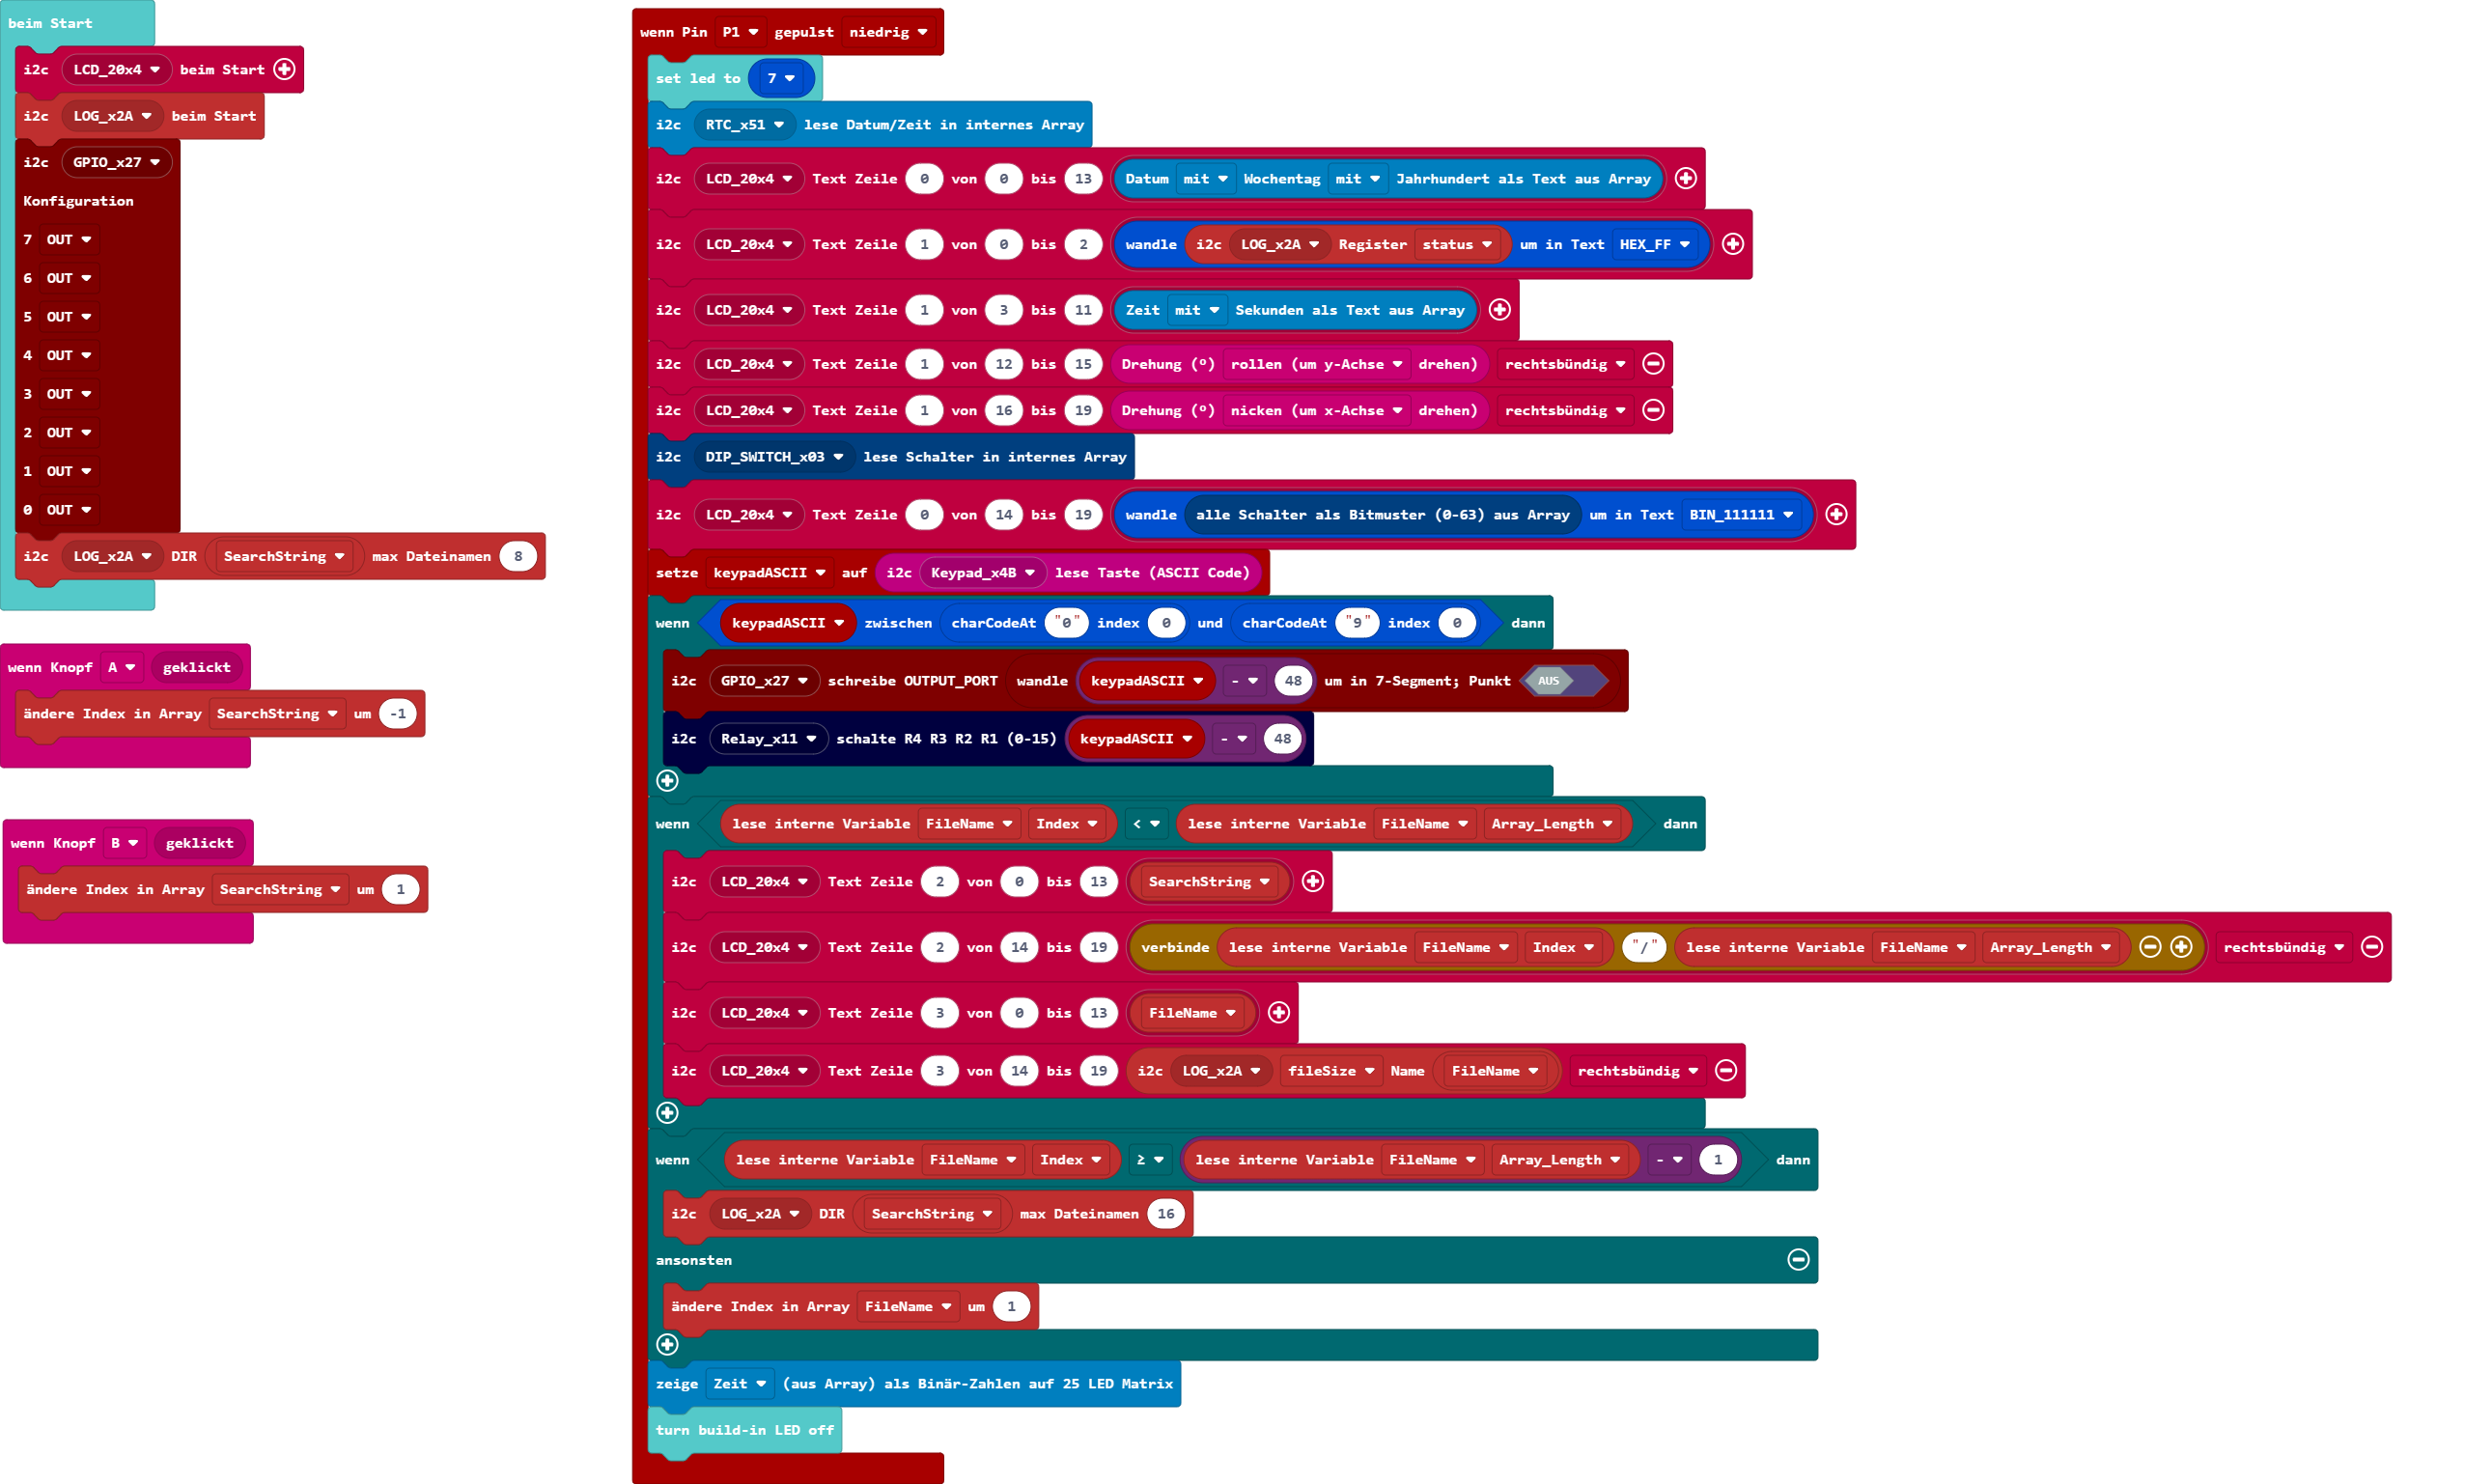 beim Start
i2c LCD_20x4 beim Start
i2c LOG_x2A beim Start
i2c GPIO_x27
Konfiguration
7 OUT
6 OUT
5 OUT
4 OUT
3 OUT
2 OUT
1 OUT
0 OUT
i2c LOG_x2A DIR SearchString max Dateinamen 8
wenn Knopf A geklickt
ändere Index in Array SearchString um -1
wenn Knopf B geklickt
ändere Index in Array SearchString um 1
wenn Pin P1 gepulst niedrig
set led to 7
i2c RTC_x51 lese Datum/Zeit in internes Array
i2c LCD_20x4 Text Zeile 0 von 0 bis 13 Datum mit Wochentag mit Jahrhundert als Text aus Array
i2c LCD_20x4 Text Zeile 1 von 0 bis 2 wandle i2c LOG_x2A Register status um in Text HEX_FF
i2c LCD_20x4 Text Zeile 1 von 3 bis 11 Zeit mit Sekunden als Text aus Array
i2c LCD_20x4 Text Zeile 1 von 12 bis 15 Drehung (°) rollen (um y-Achse drehen) rechtsbündig
i2c LCD_20x4 Text Zeile 1 von 16 bis 19 Drehung (°) nicken (um x-Achse drehen) rechtsbündig
i2c DIP_SWITCH_x03 lese Schalter in internes Array
i2c LCD_20x4 Text Zeile 0 von 14 bis 19 wandle alle Schalter als Bitmuster (0-63) aus Array um in Text BIN_111111
setze keypadASCII auf i2c Keypad_x4B lese Taste (ASCII Code)
wenn keypadASCII zwischen charCodeAt "0" index 0 und charCodeAt "9" index 0 dann
i2c GPIO_x27 schreibe OUTPUT_PORT wandle keypadASCII - 48 um in 7-Segment; Punkt AUS
i2c Relay_x11 schalte R4 R3 R2 R1 (0-15) keypadASCII - 48
wenn lese interne Variable FileName Index < lese interne Variable FileName Array_Length dann
i2c LCD_20x4 Text Zeile 2 von 0 bis 13 SearchString
i2c LCD_20x4 Text Zeile 2 von 14 bis 19 verbinde lese interne Variable FileName Index "/" lese interne Variable FileName Array_Length rechtsbündig
i2c LCD_20x4 Text Zeile 3 von 0 bis 13 FileName
i2c LCD_20x4 Text Zeile 3 von 14 bis 19 i2c LOG_x2A fileSize Name FileName rechtsbündig
wenn lese interne Variable FileName Index ≥ lese interne Variable FileName Array_Length - 1 dann
i2c LOG_x2A DIR SearchString max Dateinamen 16
ansonsten
ändere Index in Array FileName um 1
zeige Zeit (aus Array) als Binär-Zahlen auf 25 LED Matrix
turn build-in LED off